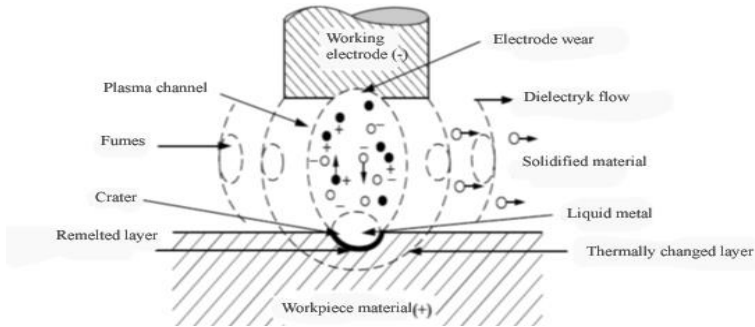 Working
electrode (-)
Electrode wear
Plasma channel
Dielectryk flow
Fumes
Solidified material
Crater
Liquid metal
Remelted layer
Thermally changed layer
Workpiece material(+)